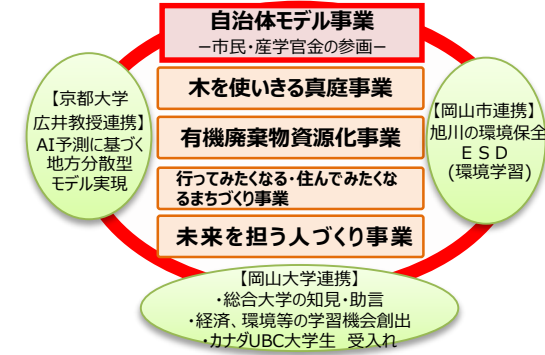 自治体モデル事業
−市民・産学官金の参画−
木を使いきる真庭事業
有機廃棄物資源化事業
行ってみたくなる・住んでみたくな
るまちづくり事業
未来を担う人づくり事業
【京都大学
広井教授連携】
AI予測に基づく
地方分散型
モデル実現
【岡山市連携】
旭川の環境保全
ＥＳＤ
(環境学習)
【岡山大学連携】
・総合大学の知見・助言
・経済、環境等の学習機会創出
・カナダUBC大学生　受入れ